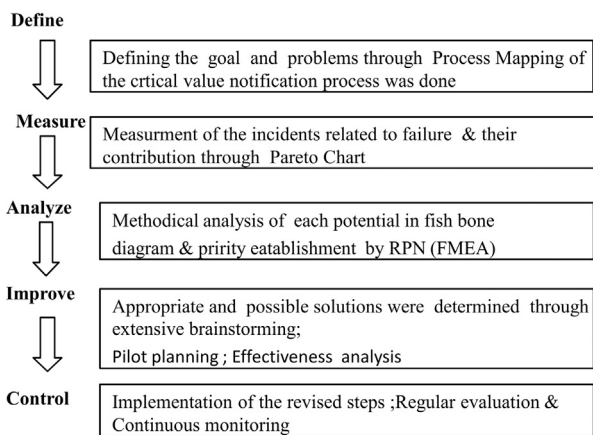 Define
Defining the goal and problems through Process Mapping of
the crtical value notification process was done
Measure
Measurment of the incidents related to failure & their
contribution through Pareto Chart
Analyze
Methodical analysis of each potential in fish bone
diagram & pririty eatablishment by RPN (FMEA)
Improve
Appropriate and possible solutions were determined through
extensive brainstorming;
Pilot planning ; Effectiveness analysis
Control
Implementation of the revised steps ;Regular evaluation &
Continuous monitoring